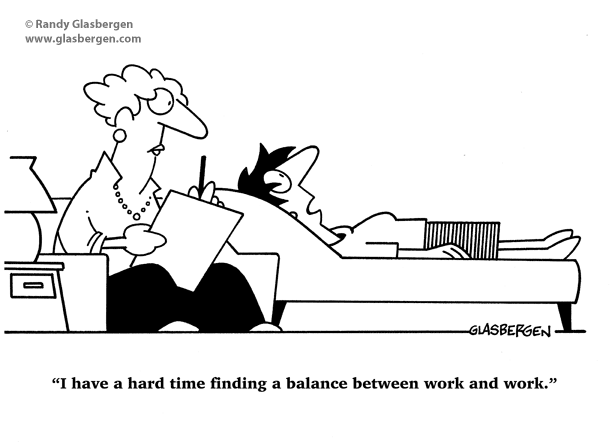 © Randy Glasbergen
www.glasbergen.com
GLASBERGEN
“I have a hard time finding a balance between work and work.”